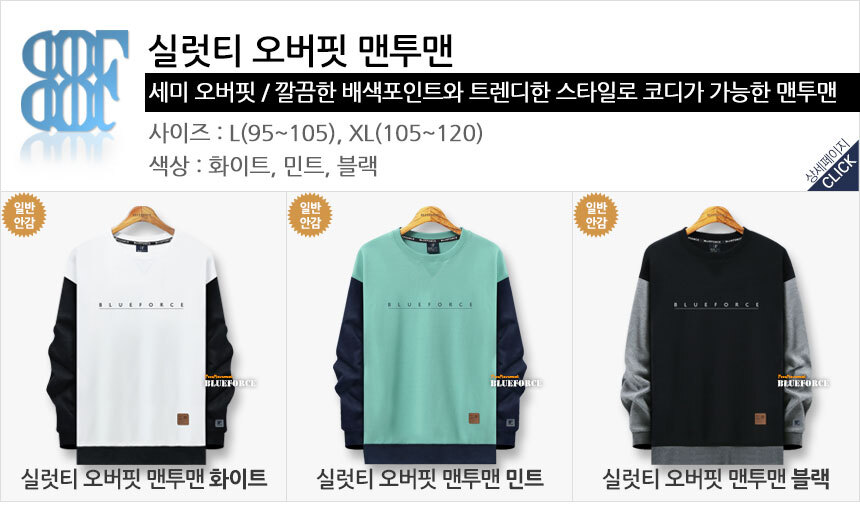 실럿티 오버핏 맨투맨
세미 오버핏 / 깔끔한 배색포인트와 트렌디한 스타일로 코디가 가능한 맨투맨
사이즈 : L(95~105), XL(105~120)
색상 : 화이트, 민트, 블랙
상세페이지
CLICK
일반
안감
일반
안감
일반
안감
BLUEFORCE
BLUEFORCE
BLUEFORCE
BLUEFORCE
BLUEFORCE
BLUEFORCE
실럿티 오버핏 맨투맨 화이트
실럿티 오버핏 맨투맨 민트
실럿티 오버핏 맨투맨 블랙